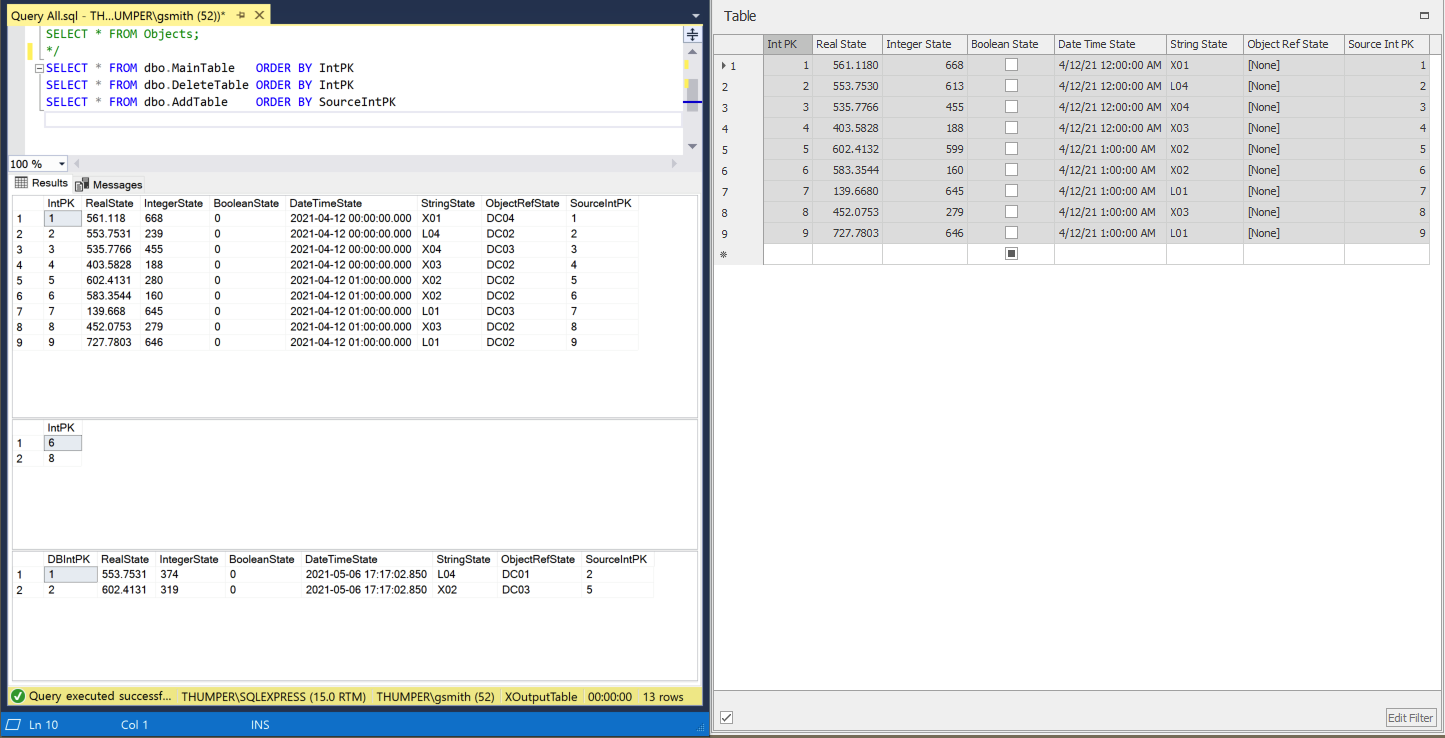 Query All.sql - TH...UMPER\gsmith (52))*
SELECT * FROM Objects;
*/
SELECT * FROM dbo.MainTable ORDER BY IntPK
SELECT * FROM dbo.DeleteTable ORDER BY IntPK
SELECT * FROM dbo.AddTable ORDER BY SourceIntPK
100 %
Results Messages
IntPK RealState IntegerState BooleanState DateTimeState StringState ObjectRefState SourceIntPK
1 1 561.118 668 0 2021-04-12 00:00:00.000 X01 DC04 1
2 2 553.7531 239 0 2021-04-12 00:00:00.000 L04 DC02 2
3 3 535.7766 455 0 2021-04-12 00:00:00.000 X04 DC03 3
4 4 403.5828 188 0 2021-04-12 00:00:00.000 X03 DC02 4
5 5 602.4131 280 0 2021-04-12 01:00:00.000 X02 DC02 5
6 6 583.3544 160 0 2021-04-12 01:00:00.000 X02 DC02 6
7 7 139.668 645 0 2021-04-12 01:00:00.000 L01 DC03 7
8 8 452.0753 279 0 2021-04-12 01:00:00.000 X03 DC02 8
9 9 727.7803 646 0 2021-04-12 01:00:00.000 L01 DC02 9
IntPK
1 6
2 8
DBIntPK RealState IntegerState BooleanState DateTimeState StringState ObjectRefState SourceIntPK
1 1 553.7531 374 0 2021-05-06 17:17:02.850 L04 DC01 2
2 2 602.4131 319 0 2021-05-06 17:17:02.850 X02 DC03 5
Query executed successf... THUMPER\SQLEXPRESS (15.0 RTM) THUMPER\gsmith (52) XOutputTable 00:00:00 13 rows
Ln 10 Col 1 INS
Table
Int PK Real State Integer State Boolean State Date Time State String State Object Ref State Source Int PK
1 1 561.1180 668 4/12/21 12:00:00 AM X01 [None] 1
2 2 553.7530 613 4/12/21 12:00:00 AM L04 [None] 2
3 3 535.7766 455 4/12/21 12:00:00 AM X04 [None] 3
4 4 403.5828 188 4/12/21 12:00:00 AM X03 [None] 4
5 5 602.4132 599 4/12/21 1:00:00 AM X02 [None] 5
6 6 583.3544 160 4/12/21 1:00:00 AM X02 [None] 6
7 7 139.6680 645 4/12/21 1:00:00 AM L01 [None] 7
8 8 452.0753 279 4/12/21 1:00:00 AM X03 [None] 8
9 9 727.7803 646 4/12/21 1:00:00 AM L01 [None] 9
Edit Filter